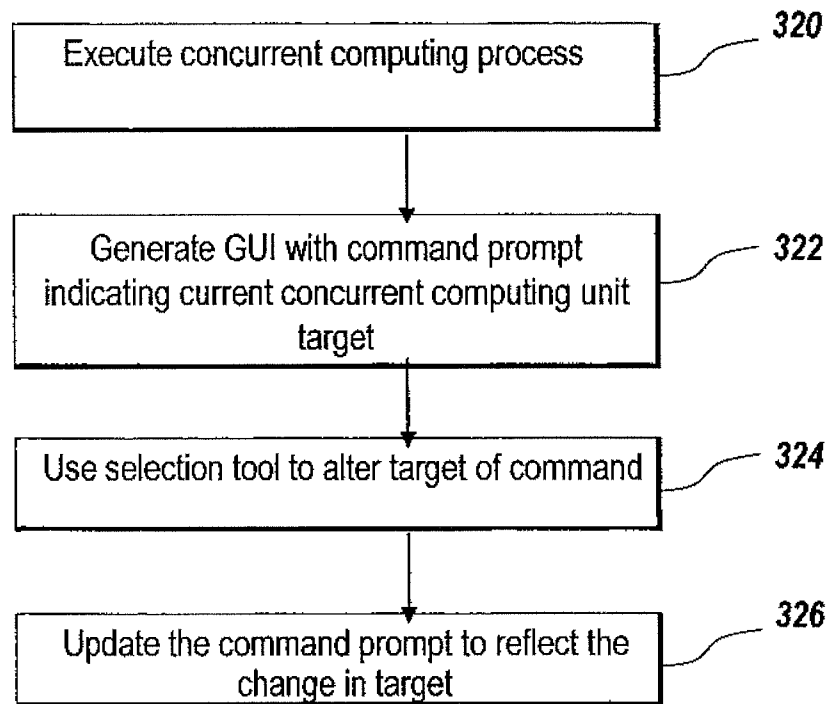 Execute concurrent computing process
320
Generate GUI with command prompt
indicating current concurrent computing unit
target
322
Use selection tool to alter target of command
324
Update the command prompt to reflect the
change in target
326